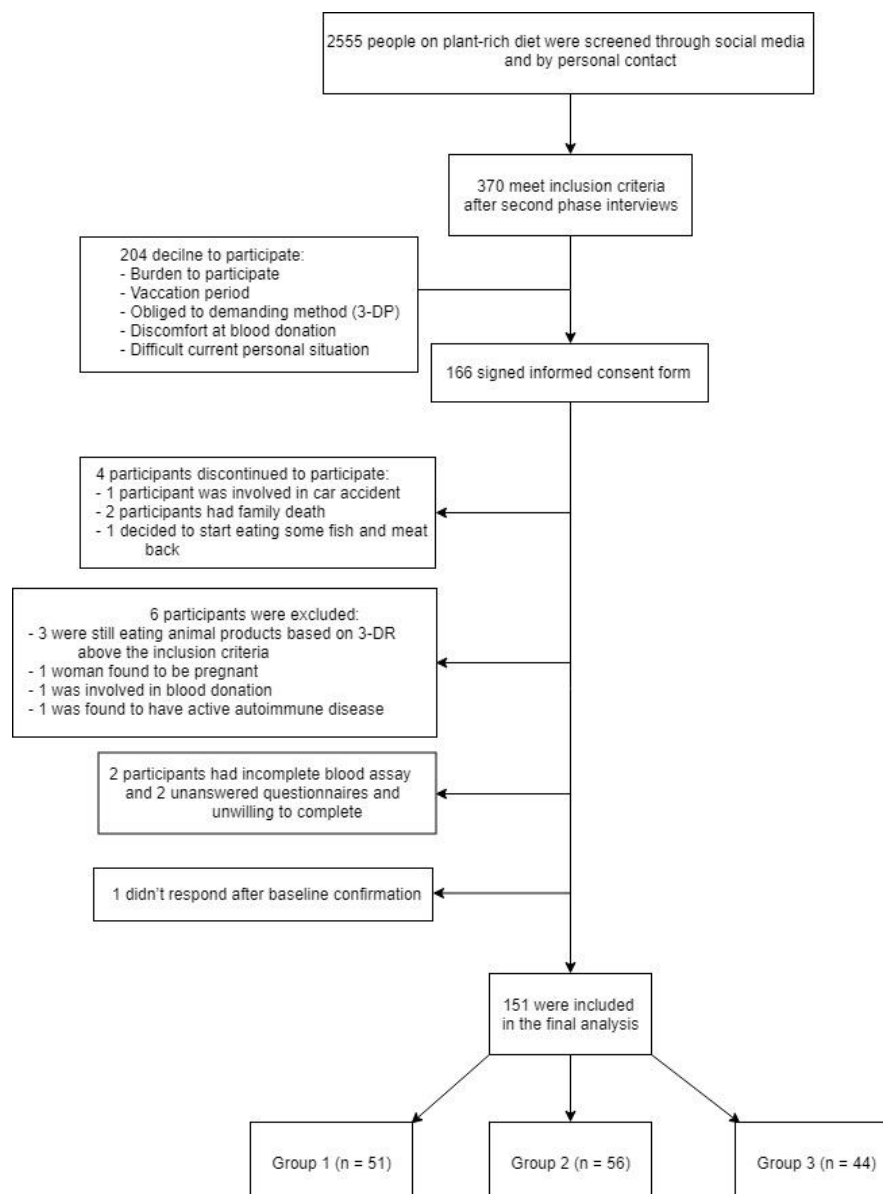 2555 people on plant-rich diet were screened through social media
and by personal contact
370 meet inclusion criteria
after second phase interviews
204 decilne to participate:
- Burden to participate
- Vaccation period
- Obliged to demanding method (3-DP)
- Discomfort at blood donation
- Difficult current personal situation
166 signed informed consent form
4 participants discontinued to participate:
- 1 participant was involved in car accident
- 2 participants had family death
- 1 decided to start eating some fish and meat
back
6 participants were excluded:
- 3 were still eating animal products based on 3-DR
above the inclusion criteria
- 1 woman found to be pregnant
- 1 was involved in blood donation
- 1 was found to have active autoimmune disease
2 participants had incomplete blood assay
and 2 unanswered questionnaires and
unwilling to complete
1 didn't respond after baseline confirmation
151 were included
in the final analysis
Group 1 (n = 51)
Group 2 (n = 56)
Group 3 (n = 44)